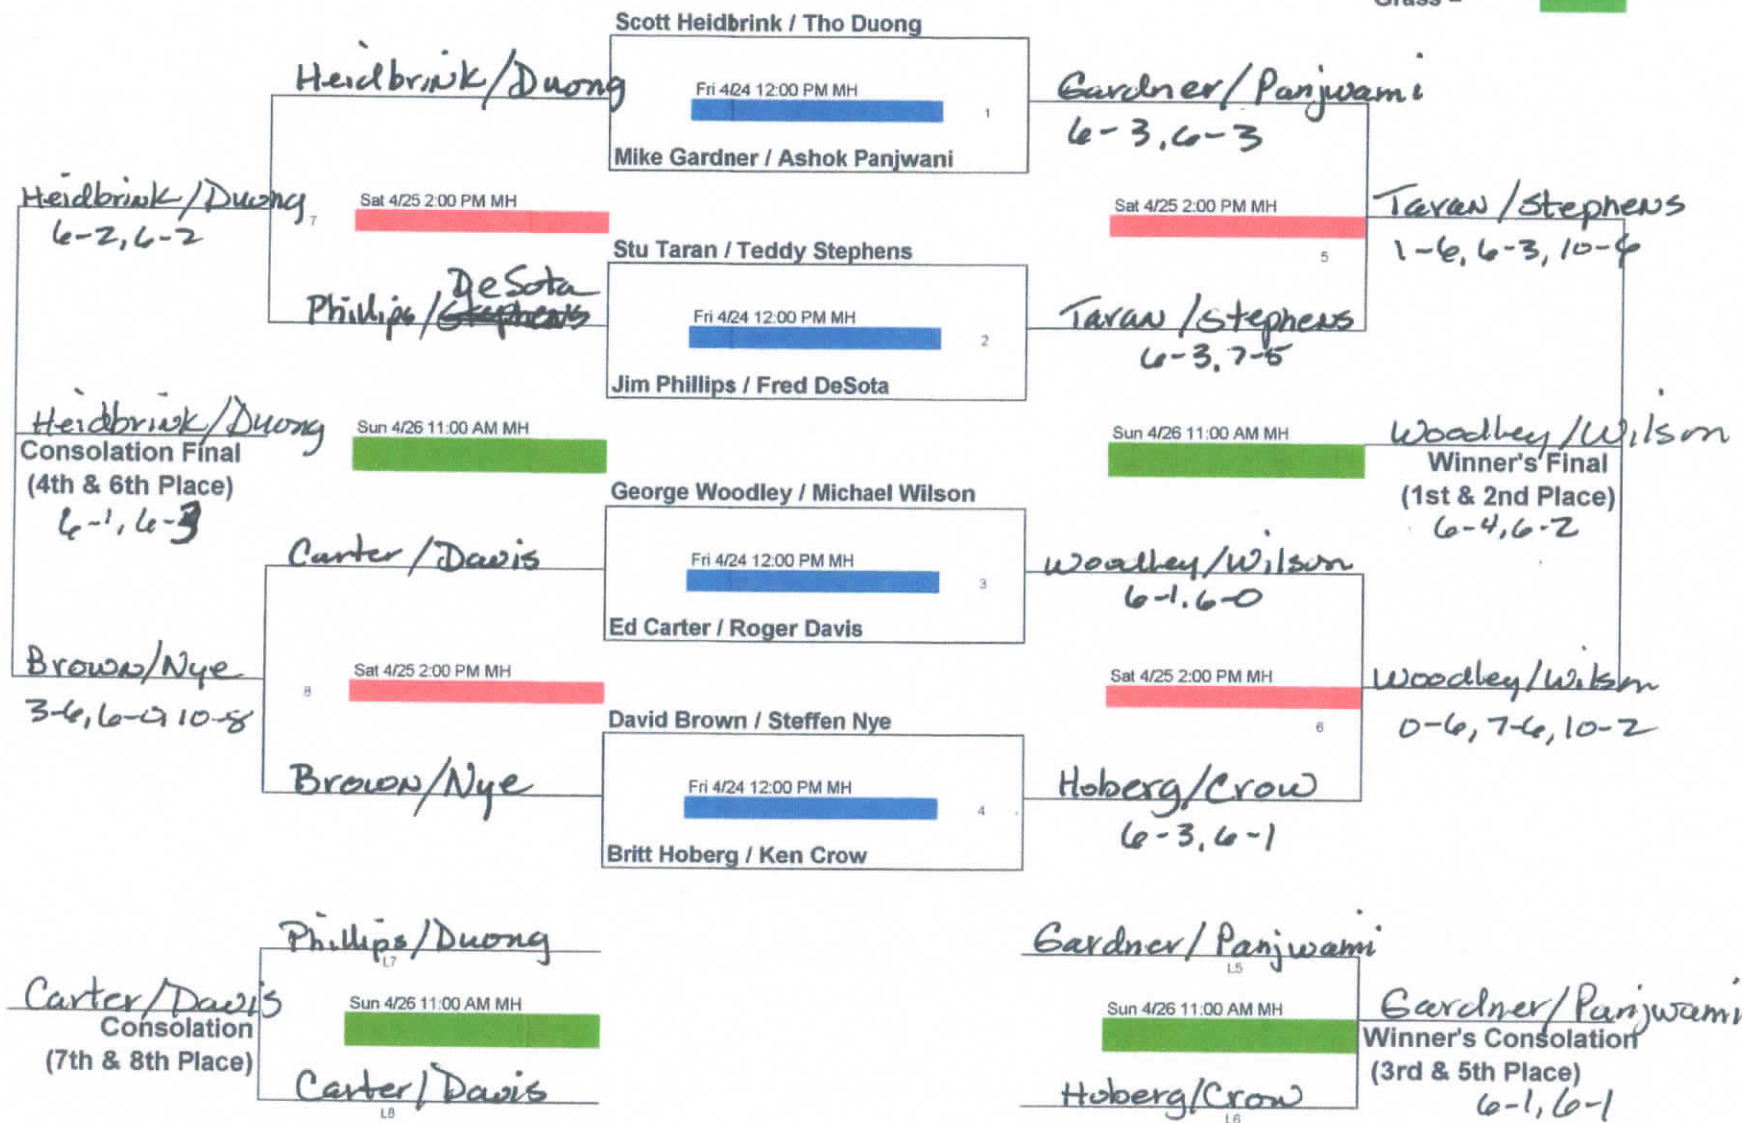 Grass =
Scott Heidbrink / Tho Duong
Heidbrink/Duong
Fri 4/24 12:00 PM MH
1
Gardner/Panjwami
6-3, 6-3
Mike Gardner / Ashok Panjwani
Heidbrink/Duong
6-2, 6-2
7
Sat 4/25 2:00 PM MH
Sat 4/25 2:00 PM MH
5
Taran/Stephens
1-6, 6-3, 10-6
Stu Taran / Teddy Stephens
DeSota
Phillips/Stephens
Fri 4/24 12:00 PM MH
2
Taran/Stephens
6-3, 7-5
Jim Phillips / Fred DeSota
Heidbrink/Duong
Consolation Final
(4th & 6th Place)
6-1, 6-3
Sun 4/26 11:00 AM MH
Sun 4/26 11:00 AM MH
Woodley/Wilson
Winner's Final
(1st & 2nd Place)
6-4, 6-2
George Woodley / Michael Wilson
Carter/Davis
Fri 4/24 12:00 PM MH
3
Woodley/Wilson
6-1, 6-0
Ed Carter / Roger Davis
Brown/Nye
3-6, 6-0, 10-8
8
Sat 4/25 2:00 PM MH
Sat 4/25 2:00 PM MH
6
Woodley/Wilson
0-6, 7-6, 10-2
David Brown / Steffen Nye
Brown/Nye
Fri 4/24 12:00 PM MH
4
Hoberg/Crow
6-3, 6-1
Britt Hoberg / Ken Crow
Phillips/Duong
L7
Gardner/Panjwami
L5
Carter/Davis
Consolation
(7th & 8th Place)
Sun 4/26 11:00 AM MH
Sun 4/26 11:00 AM MH
Gardner/Panjwami
Winner's Consolation
(3rd & 5th Place)
6-1, 6-1
Carter/Davis
L8
Hoberg/Crow
L6